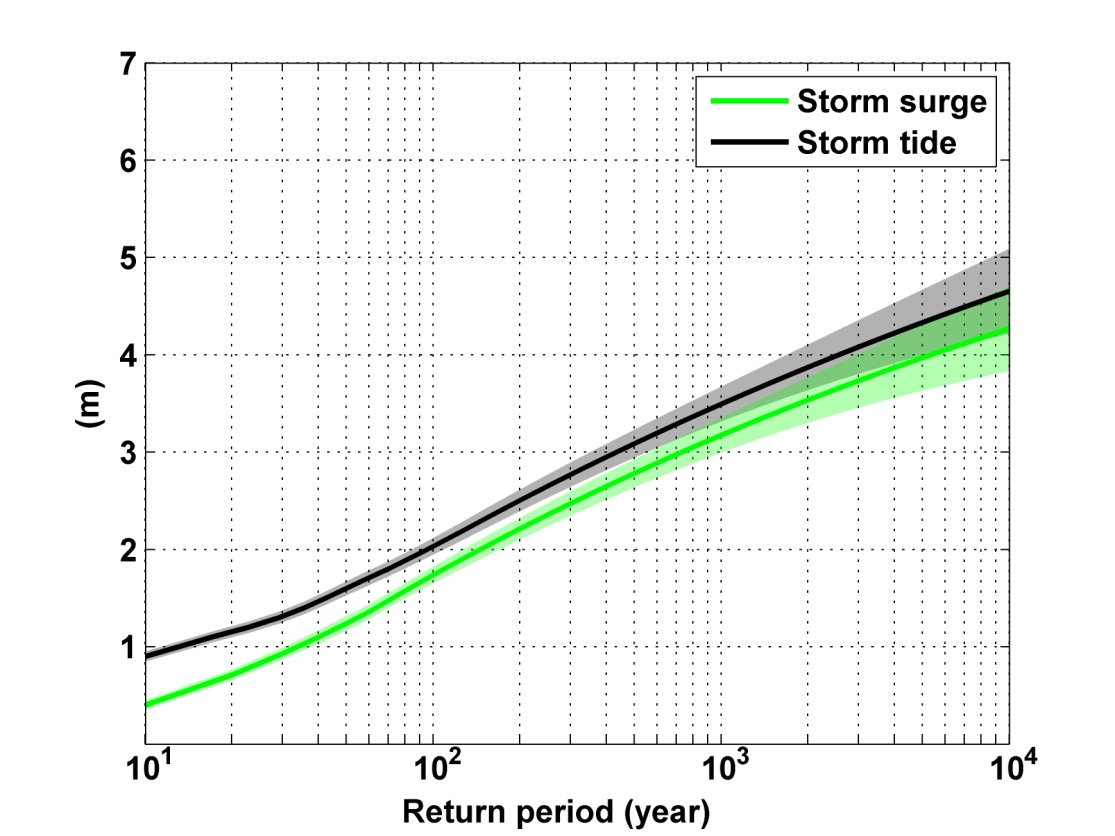 7
6
5
4
3
2
1
(m)
Storm surge
Storm tide
10¹ 10² 10³ 10⁴
Return period (year)